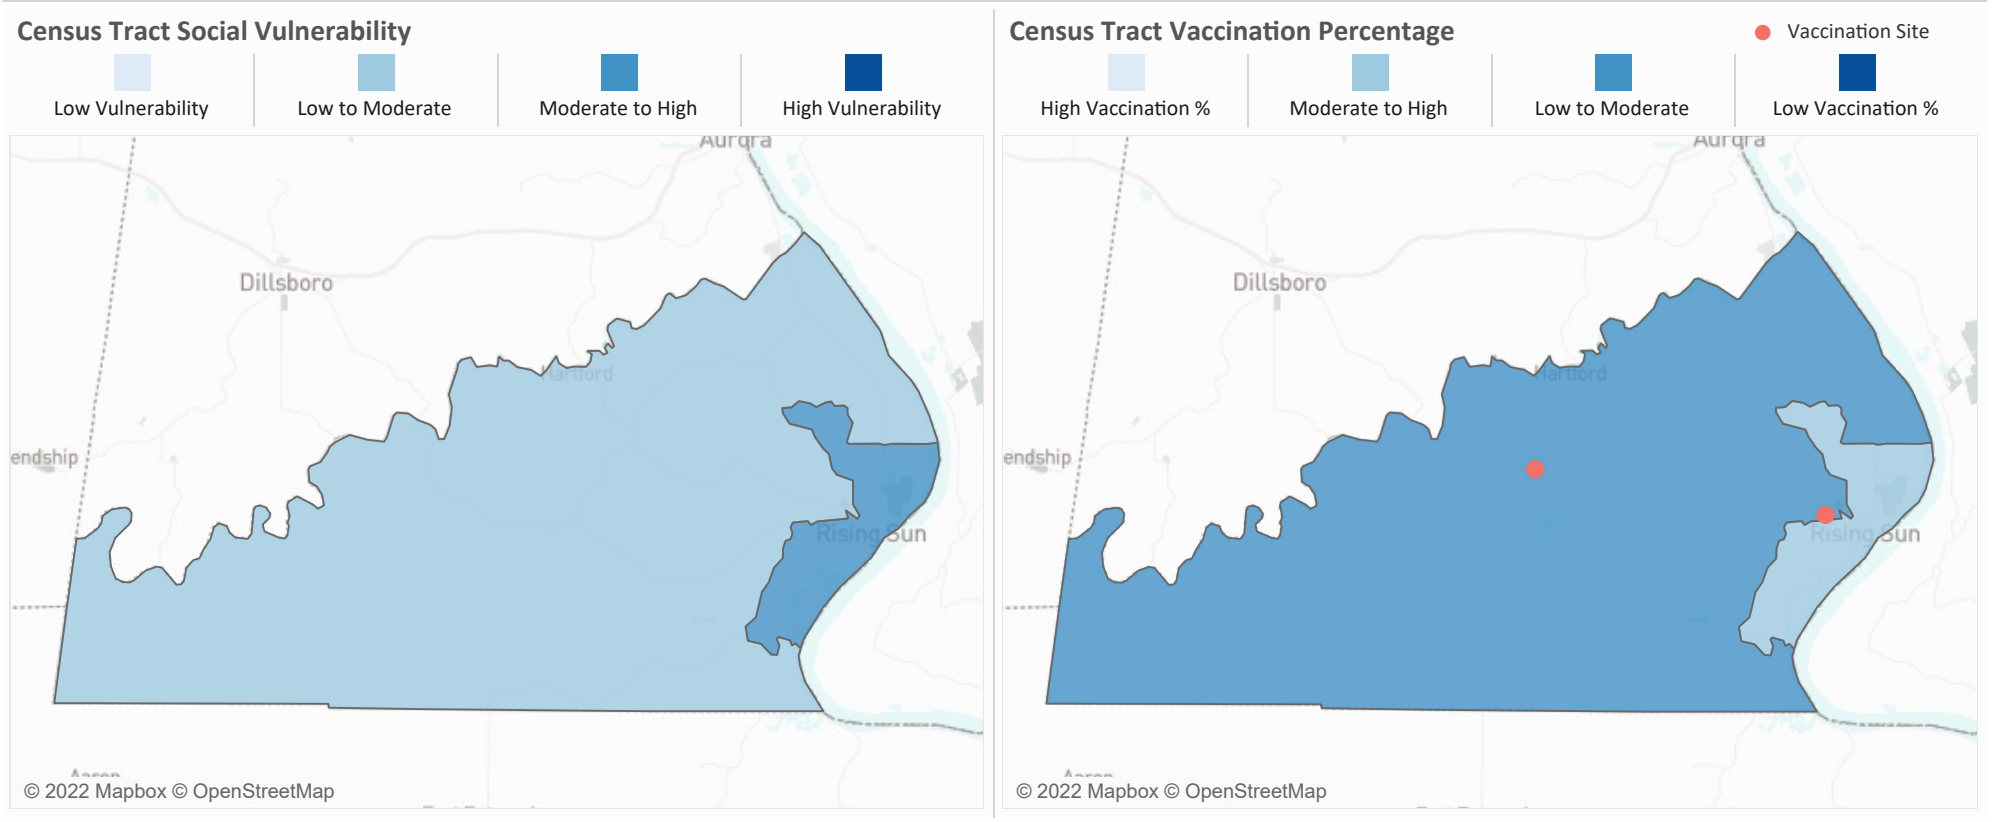 Census Tract Social Vulnerability
Low Vulnerability
Low to Moderate
Moderate to High
High Vulnerability
Aurora
Dillsboro
Hartford
endship
Rising Sun
Aaron
© 2022 Mapbox © OpenStreetMap
Census Tract Vaccination Percentage
Vaccination Site
High Vaccination %
Moderate to High
Low to Moderate
Low Vaccination %
Aurora
Dillsboro
Hartford
endship
Rising Sun
Aaron
© 2022 Mapbox © OpenStreetMap